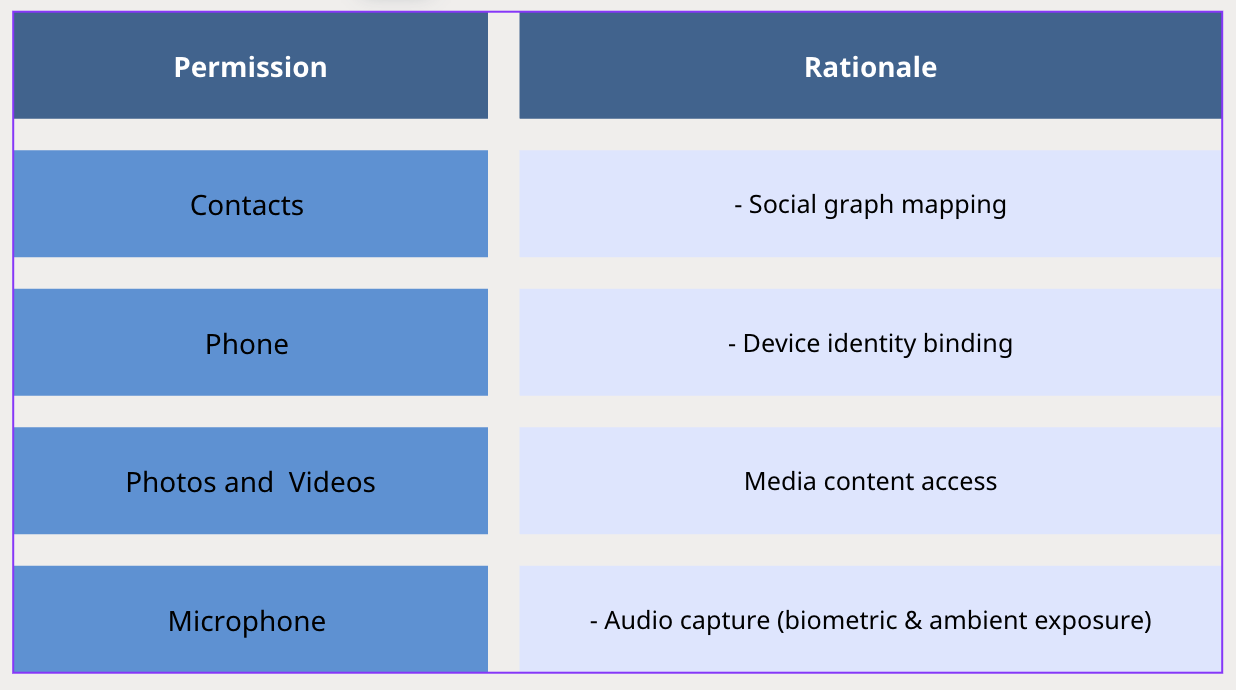 Permission
Rationale
Contacts
- Social graph mapping
Phone
- Device identity binding
Photos and  Videos
Media content access
Microphone
- Audio capture (biometric & ambient exposure)